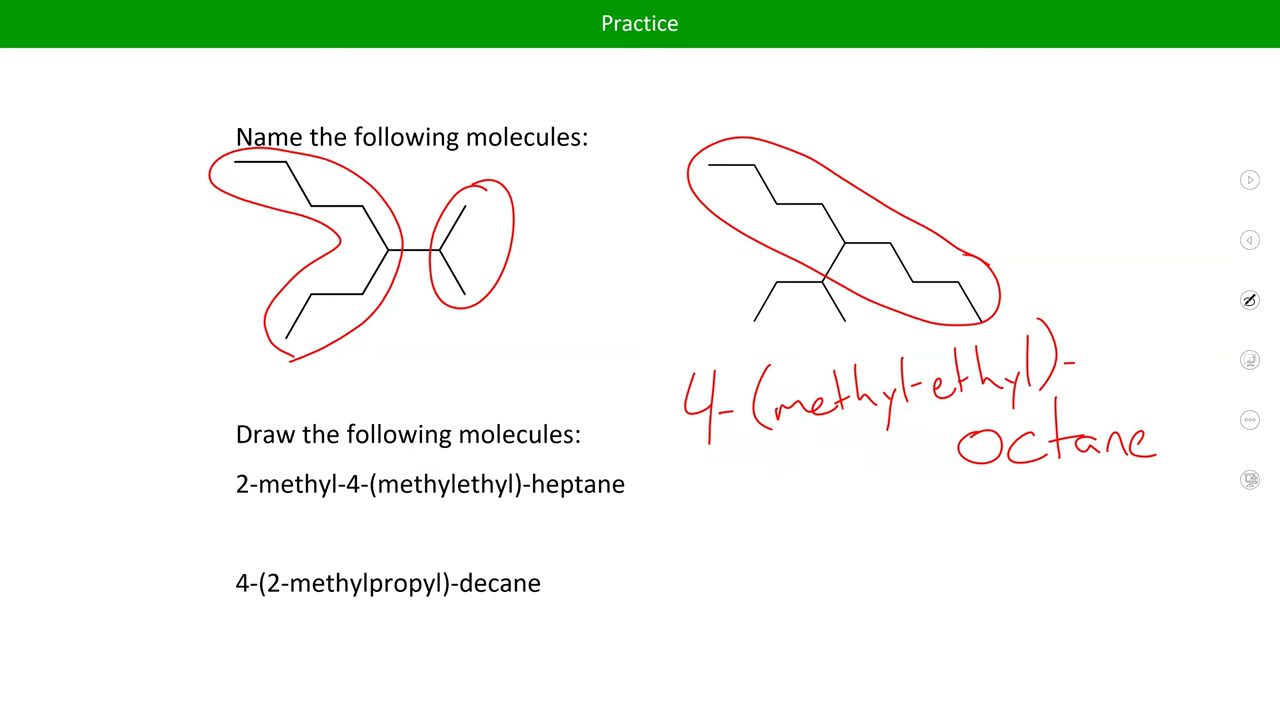 Practice
Name the following molecules:
4-(methyl-ethyl)-
octane
Draw the following molecules:
2-methyl-4-(methylethyl)-heptane
4-(2-methylpropyl)-decane